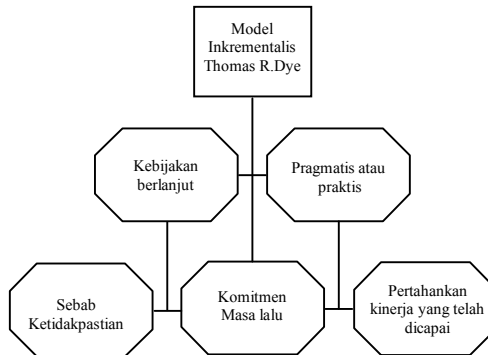 Model
Inkrementalis
Thomas R.Dye
Kebijakan
berlanjut
Pragmatis atau
praktis
Sebab
Ketidakpastian
Komitmen
Masa lalu
Pertahankan
kinerja yang telah
dicapai